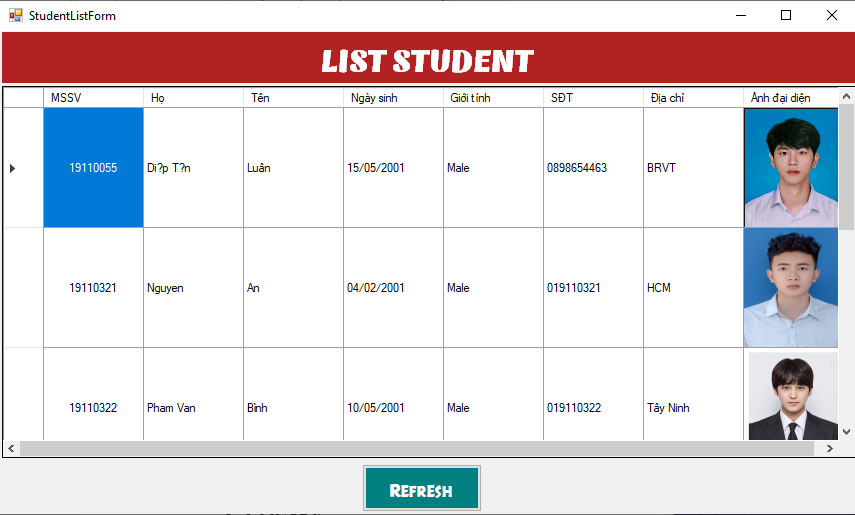 StudentListForm
LIST STUDENT
MSSV Họ Tên Ngày sinh Giới tính SĐT Địa chỉ Ảnh đại diện
19110055 Di?p T?n Luân 15/05/2001 Male 0898654463 BRVT
19110321 Nguyen An 04/02/2001 Male 019110321 HCM
19110322 Pham Van Bình 10/05/2001 Male 019110322 Tây Ninh
Refresh